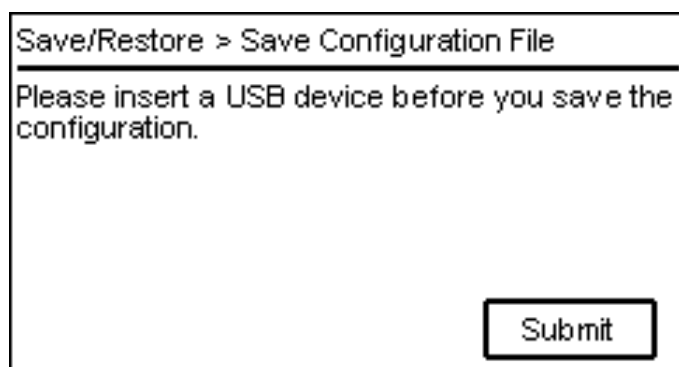 Save/Restore > Save Configuration File
Please insert a USB device before you save the
configuration.
Submit